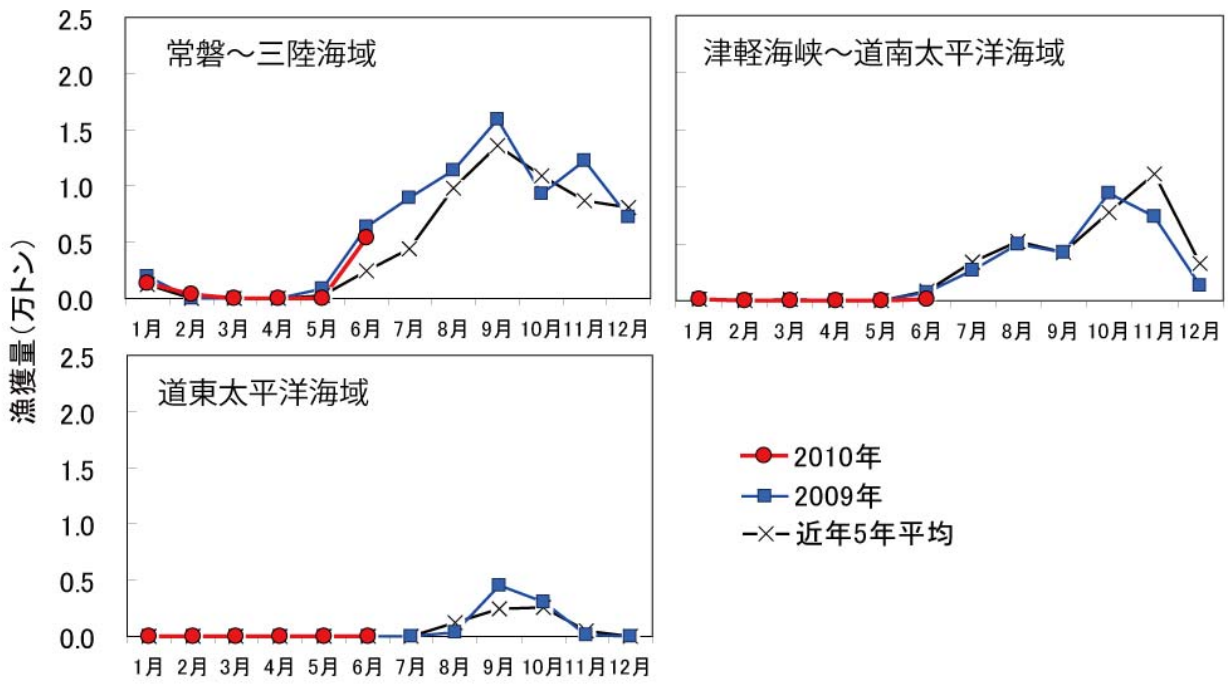 漁獲量(万トン)
常磐～三陸海域
2.5
2.0
1.5
1.0
0.5
0.0
1月 2月 3月 4月 5月 6月 7月 8月 9月 10月 11月 12月
津軽海峡～道南太平洋海域
1月 2月 3月 4月 5月 6月 7月 8月 9月 10月 11月 12月
道東太平洋海域
2.5
2.0
1.5
1.0
0.5
0.0
1月 2月 3月 4月 5月 6月 7月 8月 9月 10月 11月 12月
2010年
2009年
近年5年平均